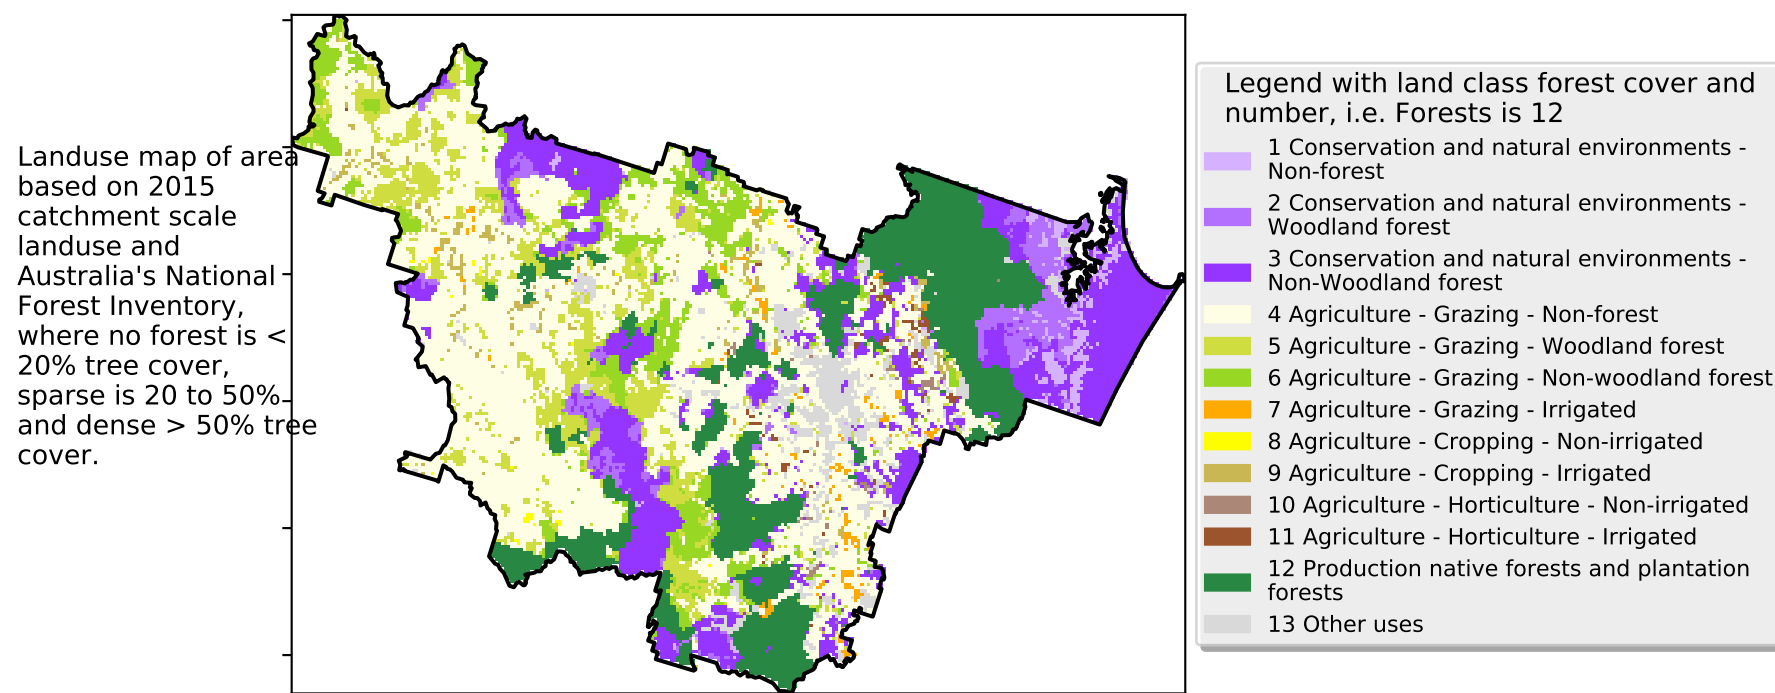 Landuse map of area
based on 2015
catchment scale
landuse and
Australia's National
Forest Inventory,
where no forest is <
20% tree cover,
sparse is 20 to 50%
and dense > 50% tree
cover.
Legend with land class forest cover and
number, i.e. Forests is 12
1 Conservation and natural environments -
Non-forest
2 Conservation and natural environments -
Woodland forest
3 Conservation and natural environments -
Non-Woodland forest
4 Agriculture - Grazing - Non-forest
5 Agriculture - Grazing - Woodland forest
6 Agriculture - Grazing - Non-woodland forest
7 Agriculture - Grazing - Irrigated
8 Agriculture - Cropping - Non-irrigated
9 Agriculture - Cropping - Irrigated
10 Agriculture - Horticulture - Non-irrigated
11 Agriculture - Horticulture - Irrigated
12 Production native forests and plantation
forests
13 Other uses